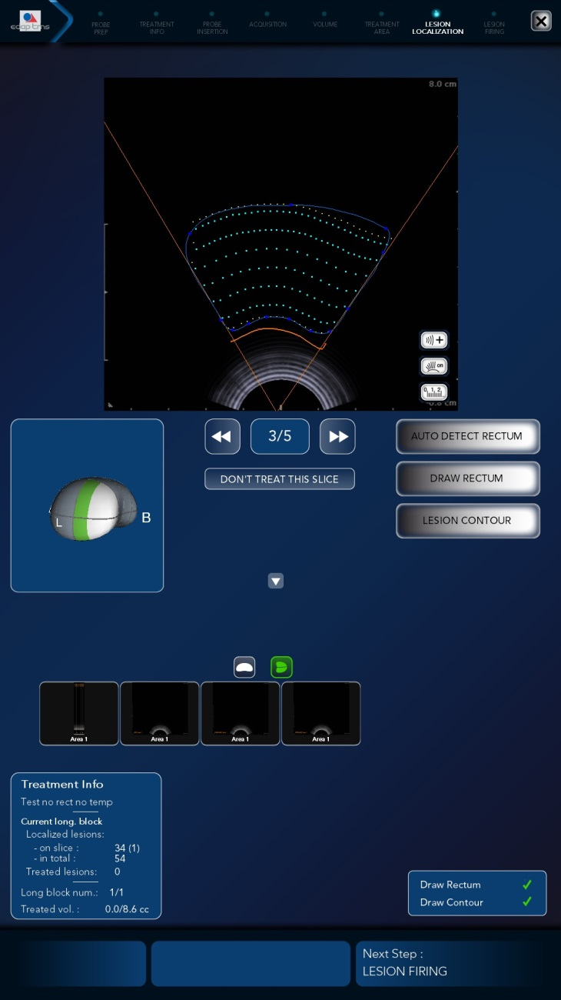 edap tms
PROBE
PREP
TREATMENT
INFO
PROBE
INSERTION
ACQUISITION
VOLUME
TREATMENT
AREA
LESION
LOCALIZATION
LESION
FIRING
8.0 cm
on
0, 1, 2,
-0.8 cm
3/5
DON'T TREAT THIS SLICE
AUTO DETECT RECTUM
DRAW RECTUM
LESION CONTOUR
L
B
Area 1
Area 1
Area 1
Area 1
Treatment Info
Test no rect no temp
Current long. block
Localized lesions:
- on slice : 34 (1)
- in total : 54
Treated lesions: 0
Long block num.: 1/1
Treated vol. : 0.0/8.6 cc
Draw Rectum
Draw Contour
Next Step :
LESION FIRING